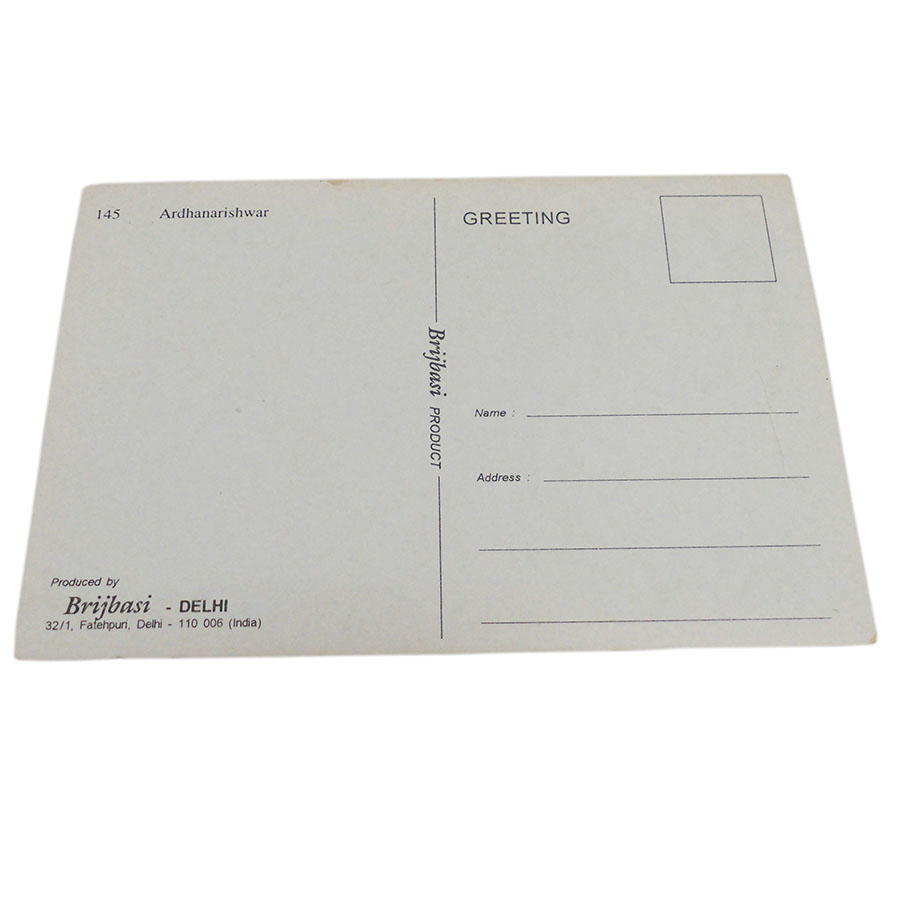 145 Ardhanarishwar
Produced by
Brijbasi - DELHI
32/1, Fatehpuri, Delhi - 110 006 (India)
Brijbasi PRODUCT
GREETING
Name :
Address :